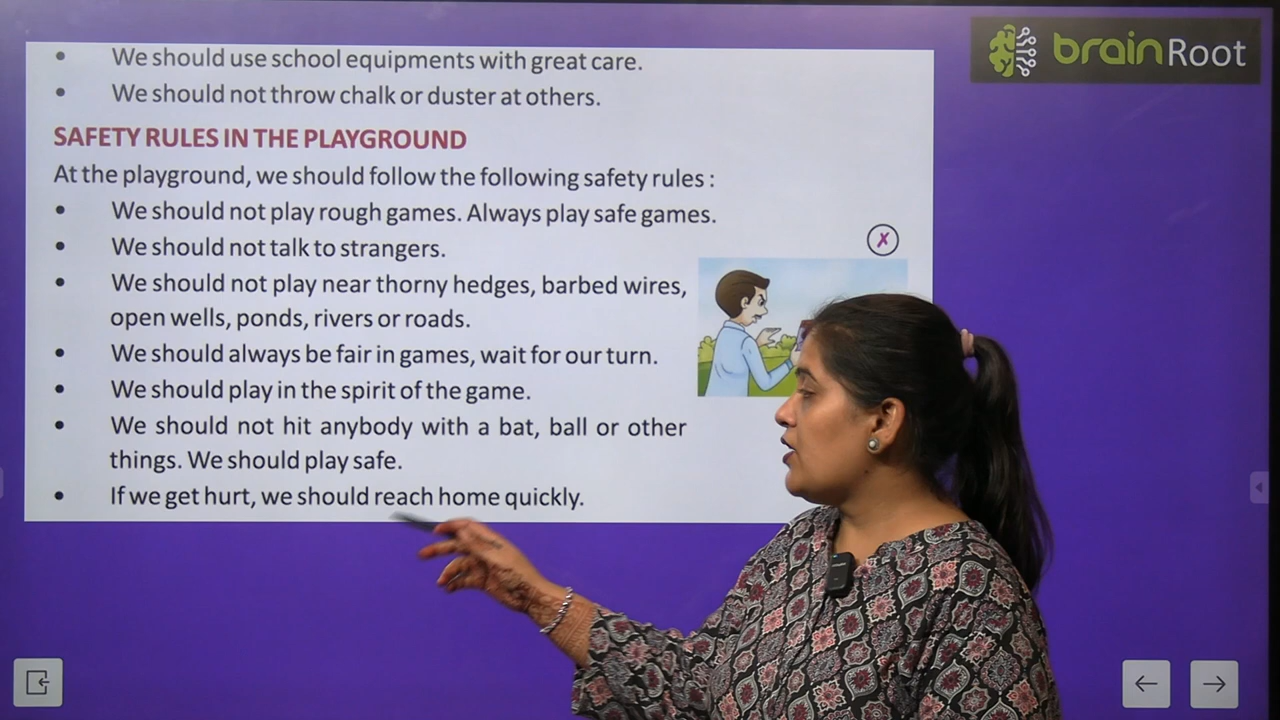 brainRoot
• We should use school equipments with great care.
• We should not throw chalk or duster at others.
SAFETY RULES IN THE PLAYGROUND
At the playground, we should follow the following safety rules :
• We should not play rough games. Always play safe games.
• We should not talk to strangers.
• We should not play near thorny hedges, barbed wires,
open wells, ponds, rivers or roads.
• We should always be fair in games, wait for our turn.
• We should play in the spirit of the game.
• We should not hit anybody with a bat, ball or other
things. We should play safe.
• If we get hurt, we should reach home quickly.